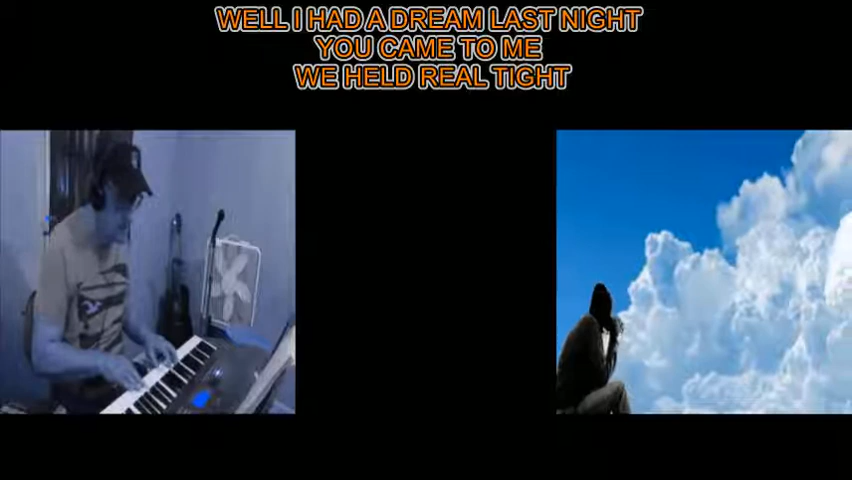 WELL I HAD A DREAM LAST NIGHT
YOU CAME TO ME
WE HELD REAL TIGHT